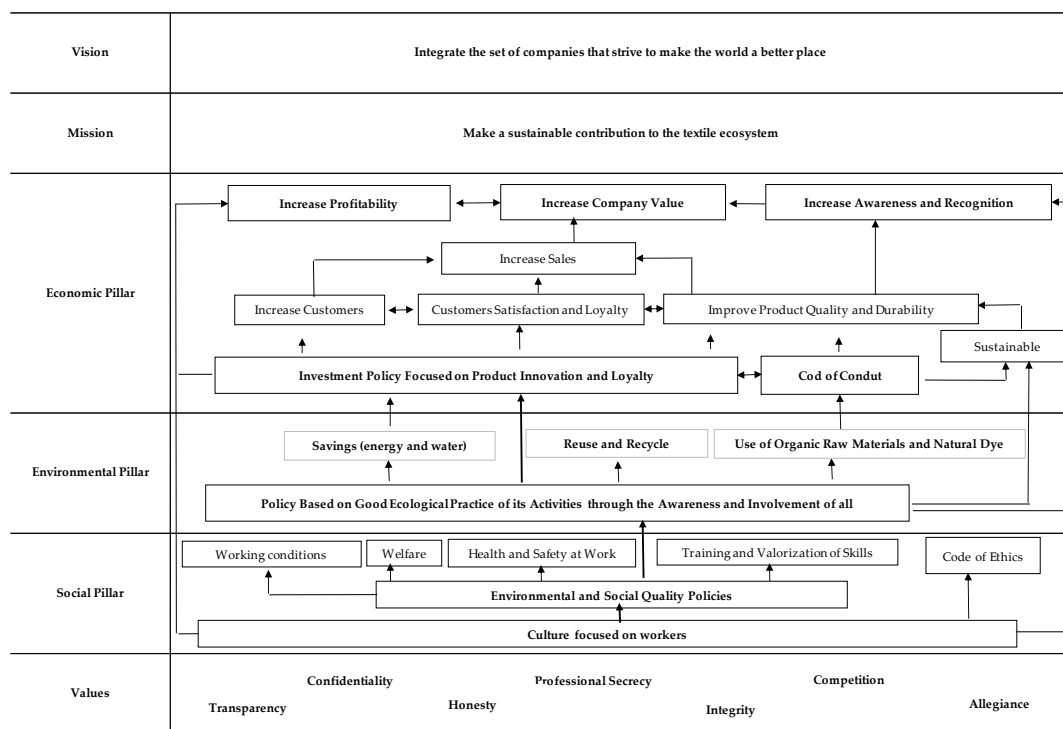 Vision
Integrate the set of companies that strive to make the world a better place
Mission
Make a sustainable contribution to the textile ecosystem
Economic Pillar
Increase Profitability
Increase Company Value
Increase Awareness and Recognition
Increase Sales
Increase Customers
Customers Satisfaction and Loyalty
Improve Product Quality and Durability
Sustainable
Investment Policy Focused on Product Innovation and Loyalty
Cod of Condut
Environmental Pillar
Savings (energy and water)
Reuse and Recycle
Use of Organic Raw Materials and Natural Dye
Policy Based on Good Ecological Practice of its Activities through the Awareness and Involvement of all
Social Pillar
Working conditions
Welfare
Health and Safety at Work
Training and Valorization of Skills
Code of Ethics
Environmental and Social Quality Policies
Culture focused on workers
Values
Confidentiality
Professional Secrecy
Competition
Transparency
Honesty
Integrity
Allegiance